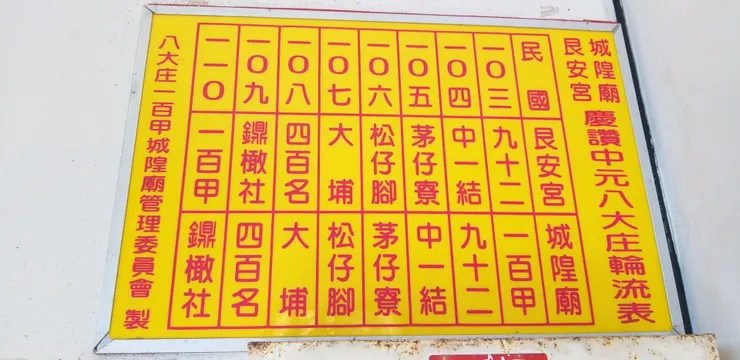 城隍廟
艮安宮
慶讚中元八大庄輪流表
民國 艮安宮 城隍廟
一〇三 九十二 一百甲
一〇四 中一結 九十二
一〇五 茅仔寮 中一結
一〇六 松仔腳 茅仔寮
一〇七 大埔 松仔腳
一〇八 四百名 大埔
一〇九 鼎橄社 四百名
一一〇 一百甲 鼎橄社
八大庄一百甲城隍廟管理委員會 製